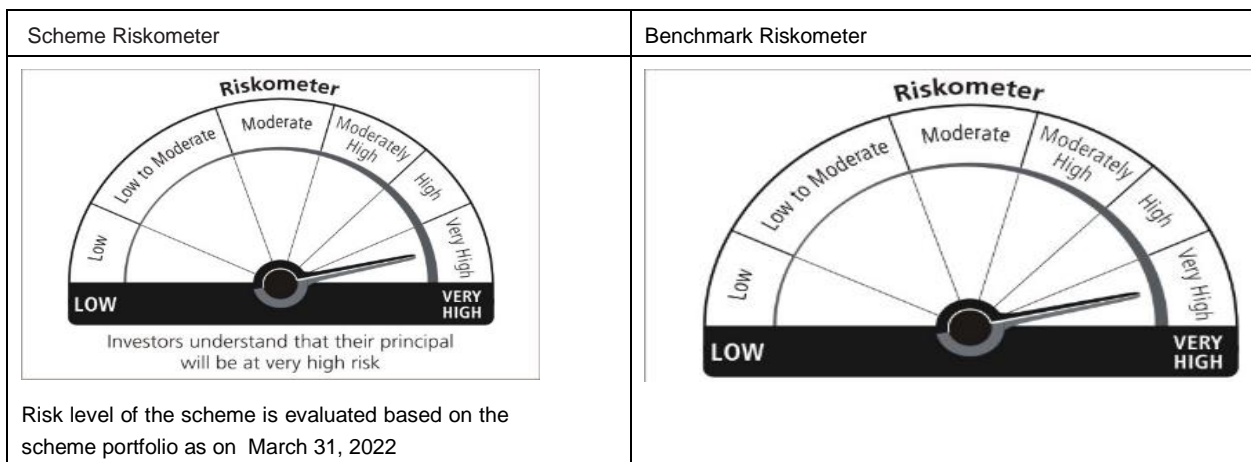 Scheme Riskometer
Benchmark Riskometer
Riskometer
Low
Low to Moderate
Moderate
Moderately
High
High
Very High
LOW
VERY
HIGH
Investors understand that their principal
will be at very high risk
Risk level of the scheme is evaluated based on the
scheme portfolio as on March 31, 2022
Riskometer
Low
Low to Moderate
Moderate
Moderately
High
High
Very High
LOW
VERY
HIGH